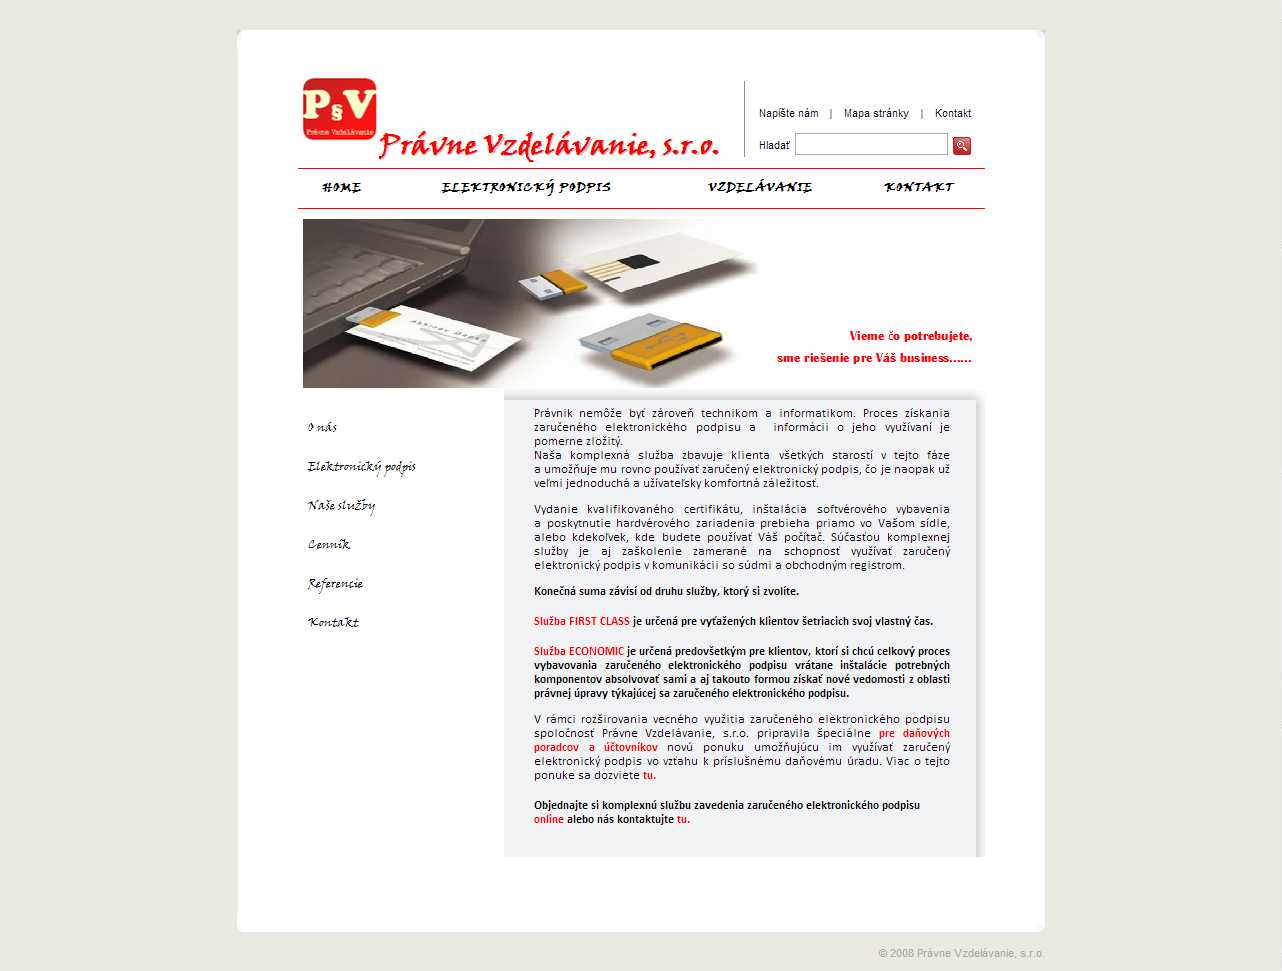 P§V
Právne Vzdelávanie
Právne Vzdelávanie, s.r.o.
Napíšte nám | Mapa stránky | Kontakt
Hladať
HOME ELEKTRONICKÝ PODPIS VZDELÁVANIE KONTAKT
Vieme čo potrebujete,
sme riešenie pre Váš business......
O nás
Elektronický podpis
Naše služby
Cenník
Referencie
Kontakt
Právnik nemôže byť zároveň technikom a informatikom. Proces získania
zaručeného elektronického podpisu a informácii o jeho využívaní je
pomerne zložitý.
Naša komplexná služba zbavuje klienta všetkých starostí v tejto fáze
a umožňuje mu rovno používať zaručený elektronický podpis, čo je naopak už
veľmi jednoduchá a užívateľsky komfortná záležitosť.
Vydanie kvalifikovaného certifikátu, inštalácia softvérového vybavenia
a poskytnutie hardvérového zariadenia prebieha priamo vo Vašom sídle,
alebo kdekoľvek, kde budete používať Váš počítač. Súčasťou komplexnej
služby je aj zaškolenie zamerané na schopnosť využívať zaručený
elektronický podpis v komunikácii so súdmi a obchodným registrom.
Konečná suma závisí od druhu služby, ktorý si zvolíte.
Služba FIRST CLASS je určená pre vyťažených klientov šetriacich svoj vlastný čas.
Služba ECONOMIC je určená predovšetkým pre klientov, ktorí si chcú celkový proces
vybavovania zaručeného elektronického podpisu vrátane inštalácie potrebných
komponentov absolvovať sami a aj takouto formou získať nové vedomosti z oblasti
právnej úpravy týkajúcej sa zaručeného elektronického podpisu.
V rámci rozširovania vecného využitia zaručeného elektronického podpisu
spoločnosť Právne Vzdelávanie, s.r.o. pripravila špeciálne pre daňových
poradcov a účtovníkov novú ponuku umožňujúcu im využívať zaručený
elektronický podpis vo vzťahu k príslušnému daňovému úradu. Viac o tejto
ponuke sa dozviete tu.
Objednajte si komplexnú službu zavedenia zaručeného elektronického podpisu
online alebo nás kontaktujte tu.
© 2008 Právne Vzdelávanie, s.r.o.